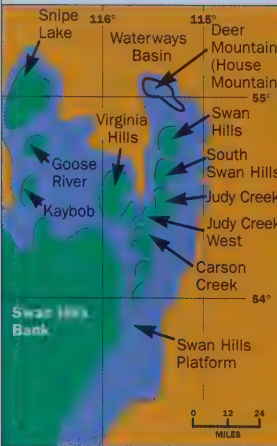 Snipe
Lake
116°
115°
Waterways
Basin
Deer
Mountain
(House
Mountain
55°
Virginia
Hills
Swan
Hills
South
Swan Hills
Goose
River
Kaybob
Judy Creek
Judy Creek
West
Carson
Creek
54°
Swan Hills
Bank
Swan Hills
Platform
0 12 24
MILES